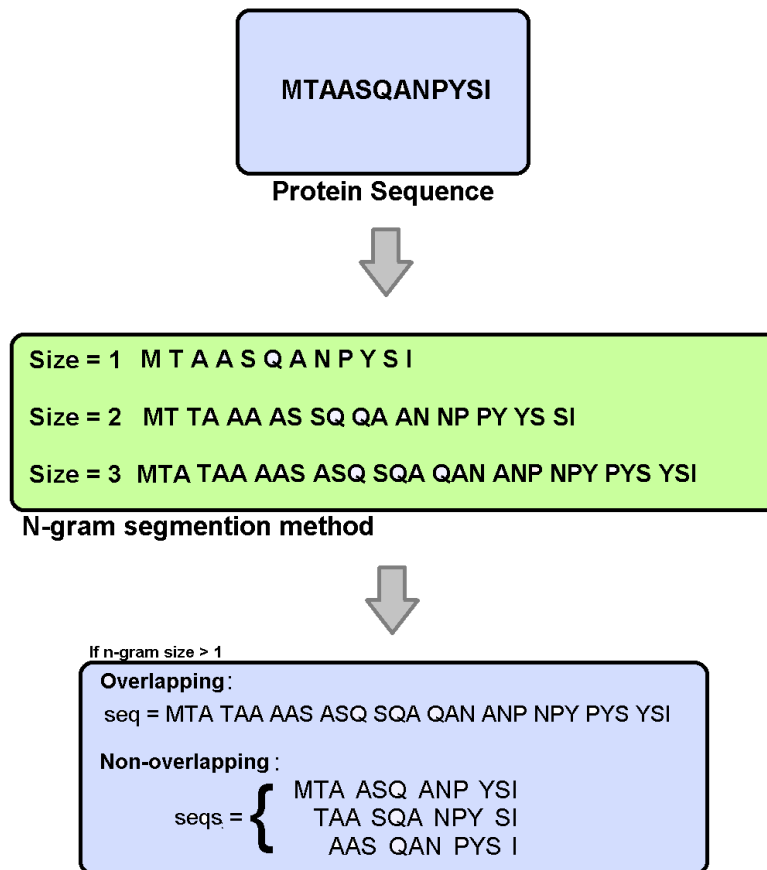 MTAASQANPYSI
Protein Sequence
Size = 1 M T A A S Q A N P Y S I
Size = 2 MT TA AA AS SQ QA AN NP PY YS SI
Size = 3 MTA TAA AAS ASQ SQA QAN ANP NPY PYS YSI
N-gram segmention method
If n-gram size > 1
Overlapping:
seq = MTA TAA AAS ASQ SQA QAN ANP NPY PYS YSI
Non-overlapping:
seqs = {
MTA ASQ ANP YSI
TAA SQA NPY SI
AAS QAN PYS I